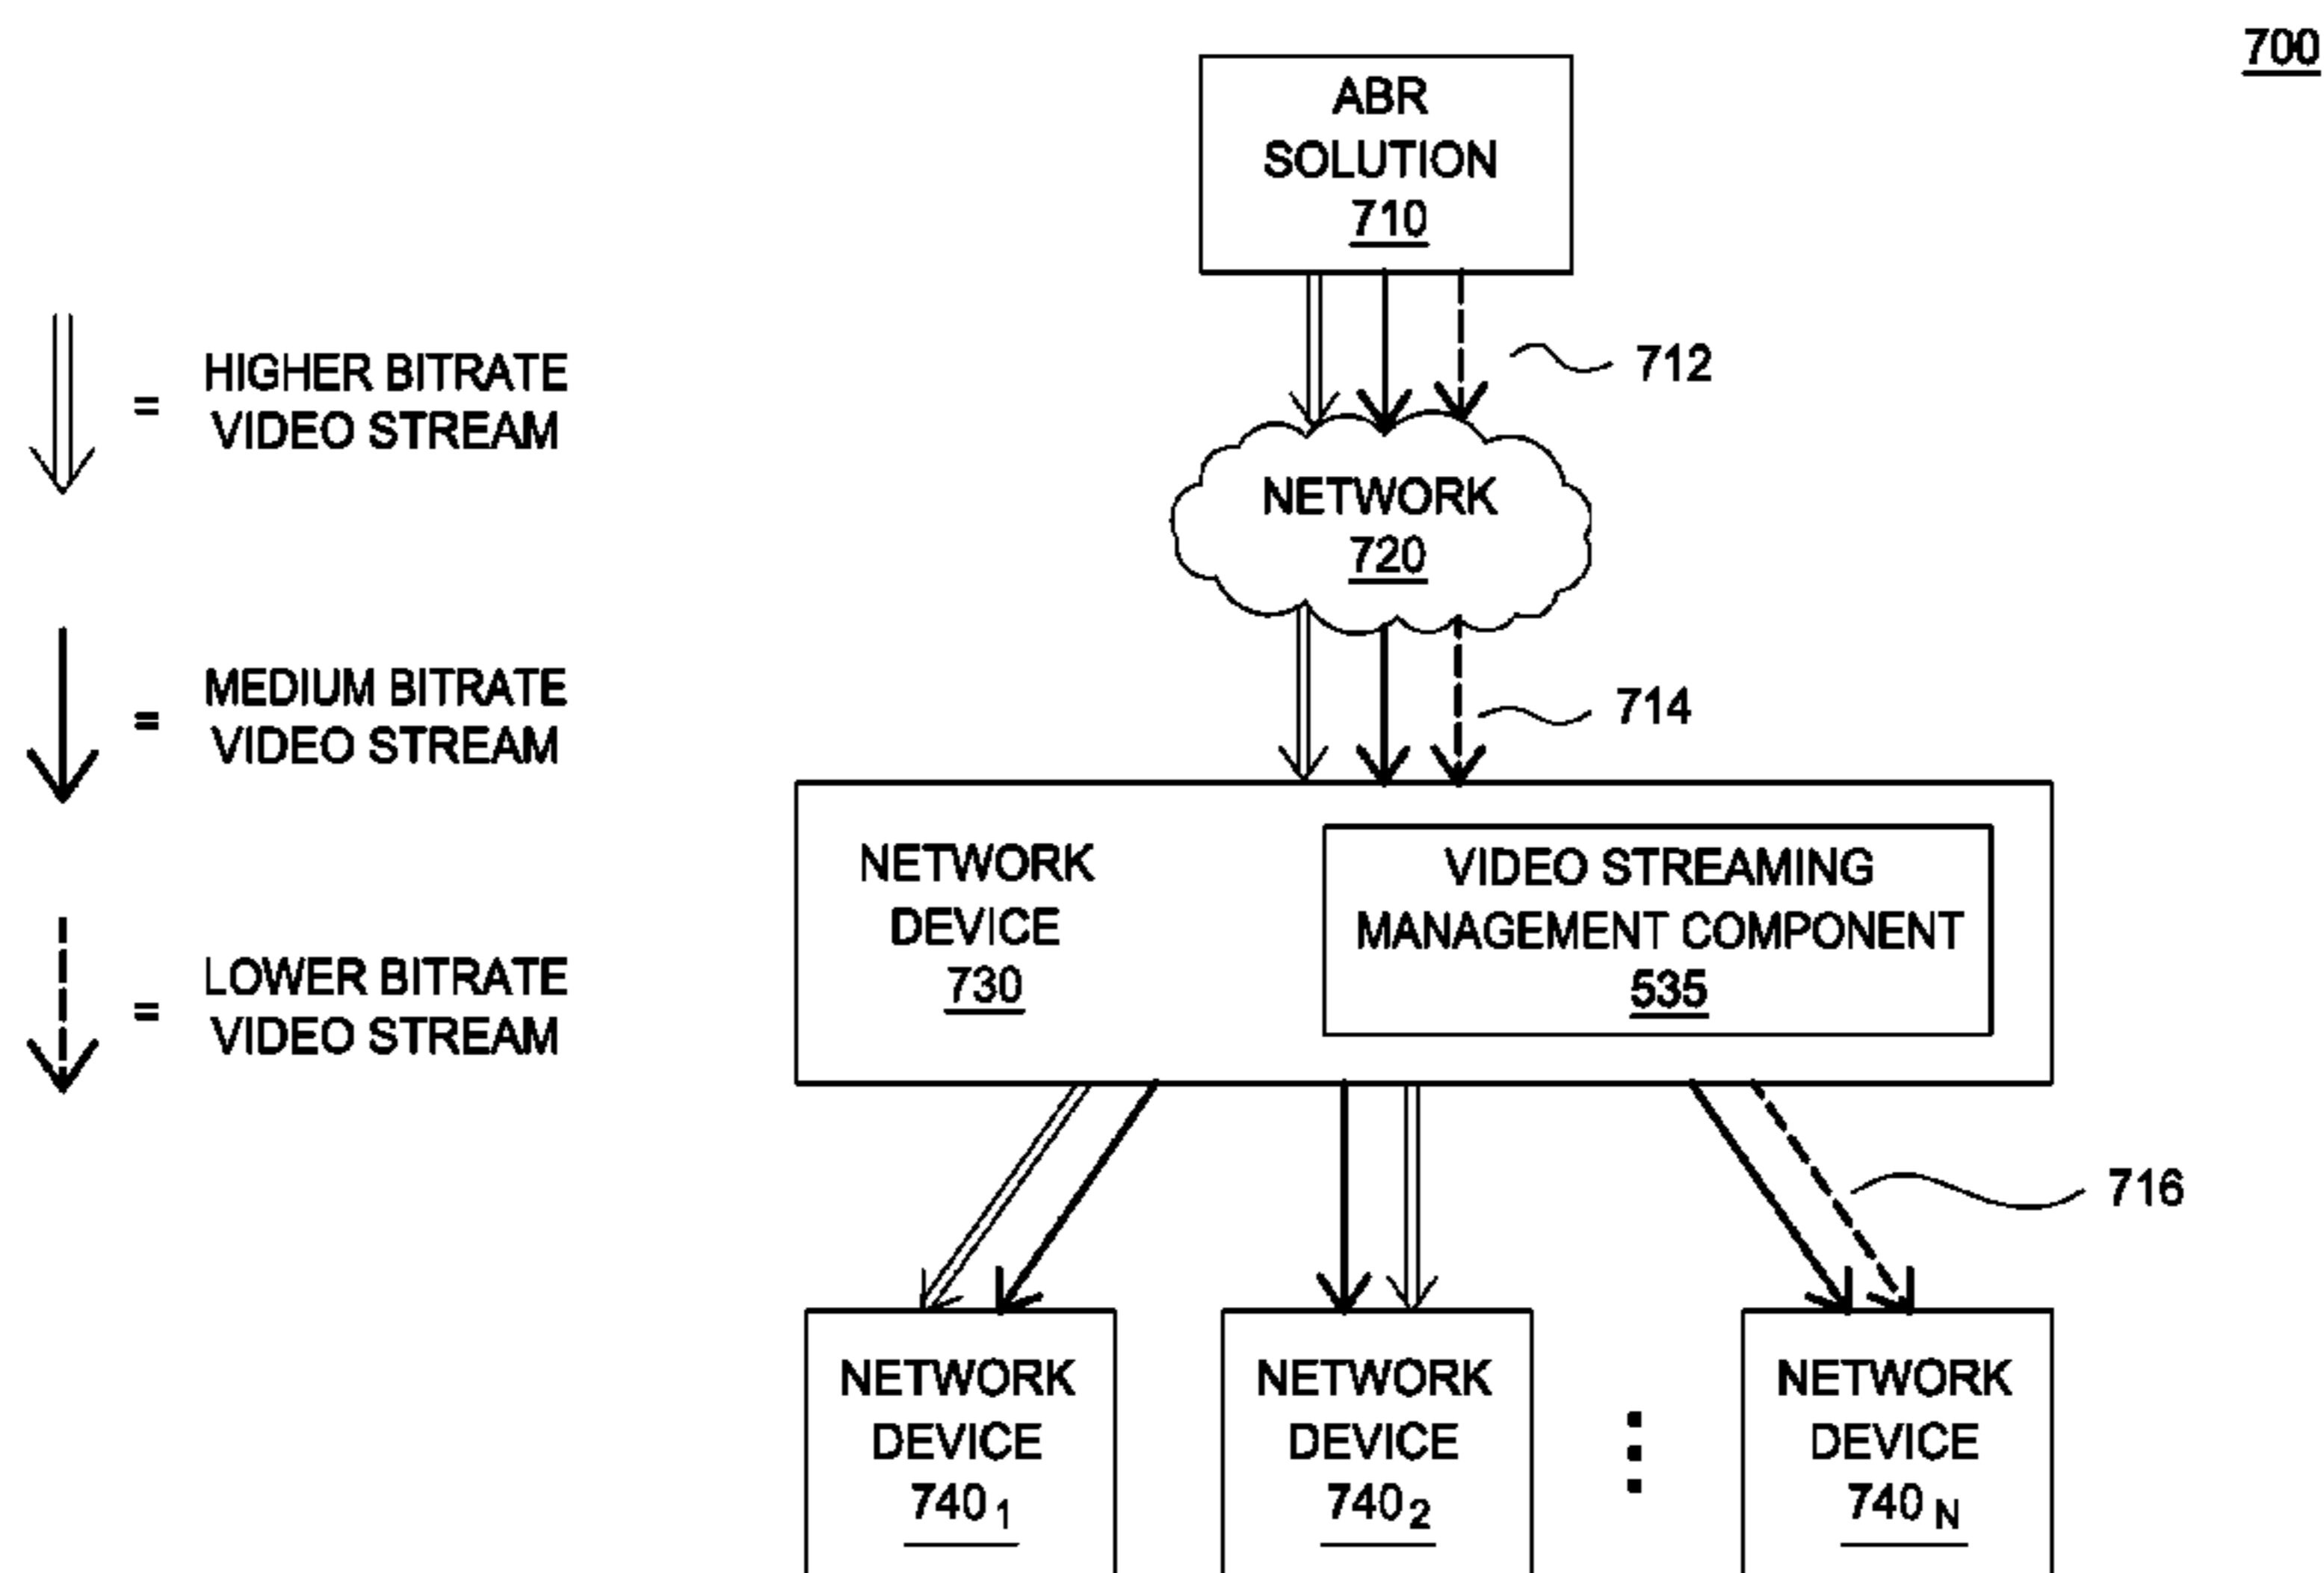 700
ABR
SOLUTION
710
712
= HIGHER BITRATE
VIDEO STREAM
NETWORK
720
= MEDIUM BITRATE
VIDEO STREAM
714
NETWORK
DEVICE
730
VIDEO STREAMING
MANAGEMENT COMPONENT
535
= LOWER BITRATE
VIDEO STREAM
716
NETWORK
DEVICE
740 1
NETWORK
DEVICE
740 2
NETWORK
DEVICE
740 N